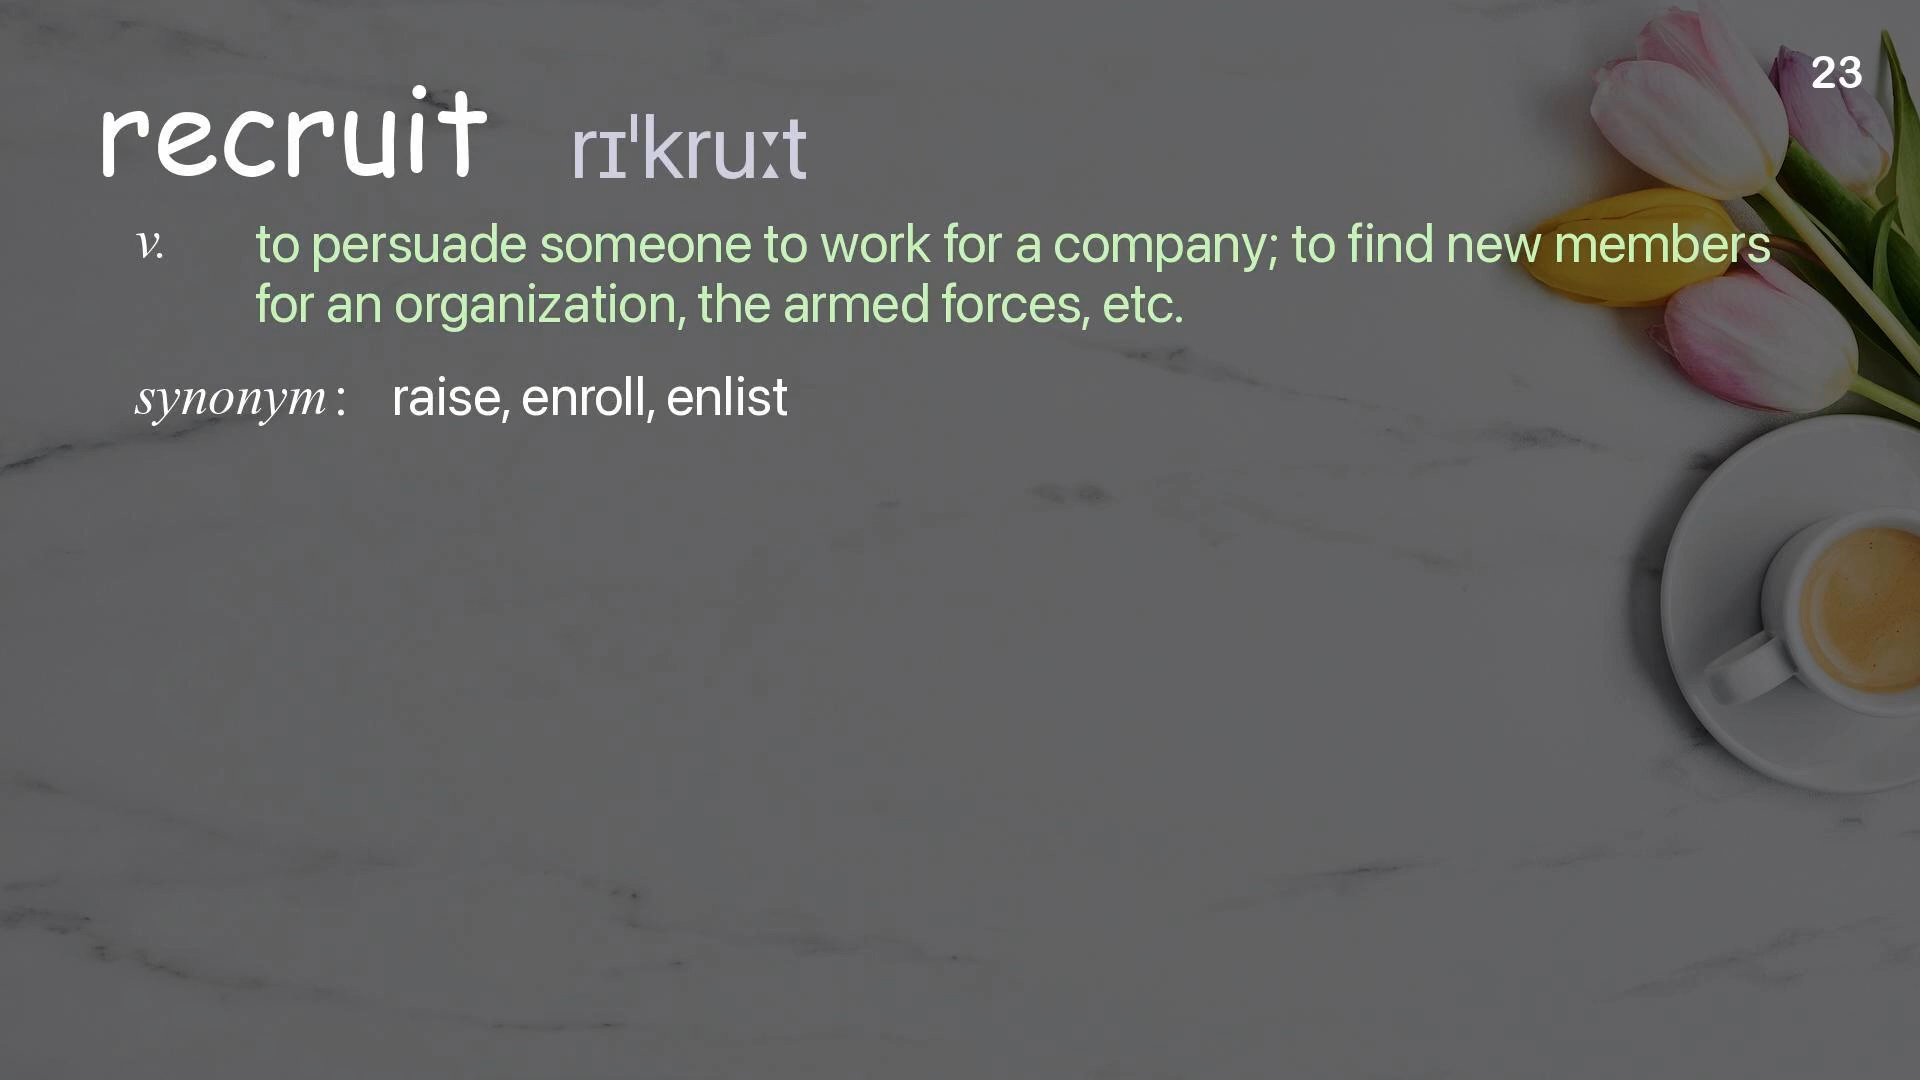 23
recruit rɪˈkruːt
v. to persuade someone to work for a company; to find new members
for an organization, the armed forces, etc.
synonym : raise, enroll, enlist